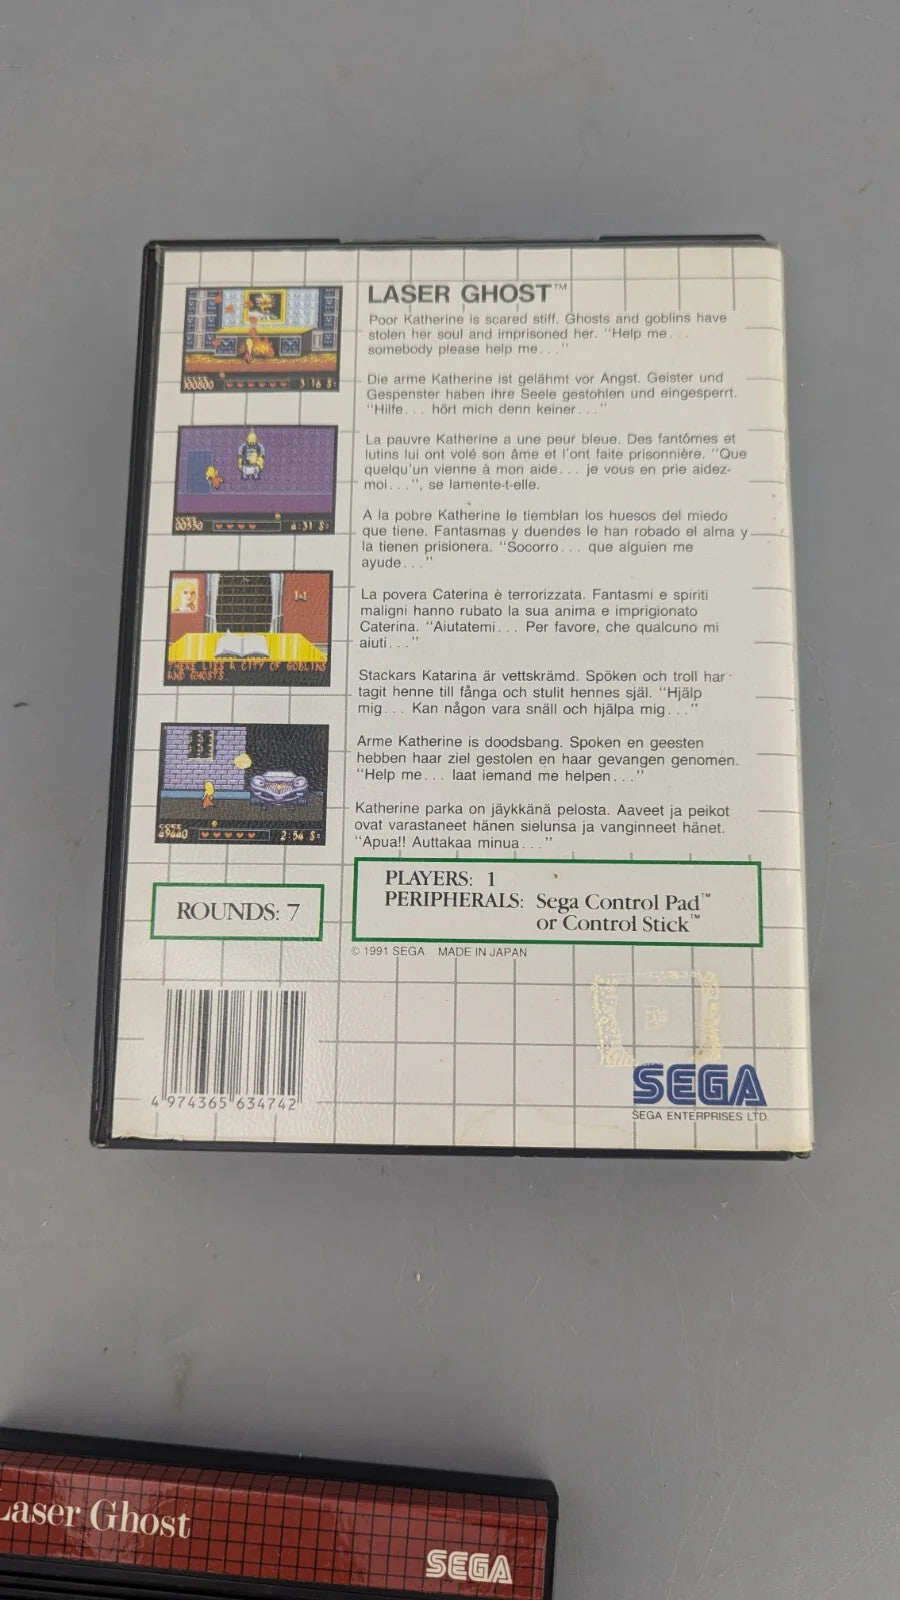 LASER GHOST™
Poor Katherine is scared stiff. Ghosts and goblins have
stolen her soul and imprisoned her. "Help me...
somebody please help me..."
Die arme Katherine ist gelähmt vor Angst. Geister und
Gespenster haben ihre Seele gestohlen und eingesperrt.
"Hilfe... hört mich denn keiner..."
La pauvre Katherine a une peur bleue. Des fantômes et
lutins lui ont volé son âme et l'ont faite prisonnière. "Que
quelqu'un vienne à mon aide... je vous en prie aidez-
moi...", se lamente-t-elle.
A la pobre Katherine le tiemblan los huesos del miedo
que tiene. Fantasmas y duendes le han robado el alma y
la tienen prisionera. "Socorro... que alguien me
ayude..."
La povera Caterina è terrorizzata. Fantasmi e spiriti
maligni hanno rubato la sua anima e imprigionato
Caterina. "Aiutatemi... Per favore, che qualcuno mi
aiuti..."
Stackars Katarina är vettskrämd. Spöken och troll har
tagit henne till fånga och stulit hennes själ. "Hjälp
mig... Kan någon vara snäll och hjälpa mig..."
Arme Katherine is doodsbang. Spoken en geesten
hebben haar ziel gestolen en haar gevangen genomen.
"Help me... laat iemand me helpen..."
Katherine parka on jäykkänä pelosta. Aaveet ja peikot
ovat varastaneet hänen sielunsa ja vanginneet hänet.
"Apua!! Auttakaa minua..."
3:16
THERE LIES A CITY OF GOBLINS
AND GHOSTS
2:54
ROUNDS: 7
PLAYERS: 1
PERIPHERALS: Sega Control Pad™
or Control Stick™
© 1991 SEGA MADE IN JAPAN
4 974365 634742
SEGA
SEGA ENTERPRISES LTD.
Laser Ghost
SEGA